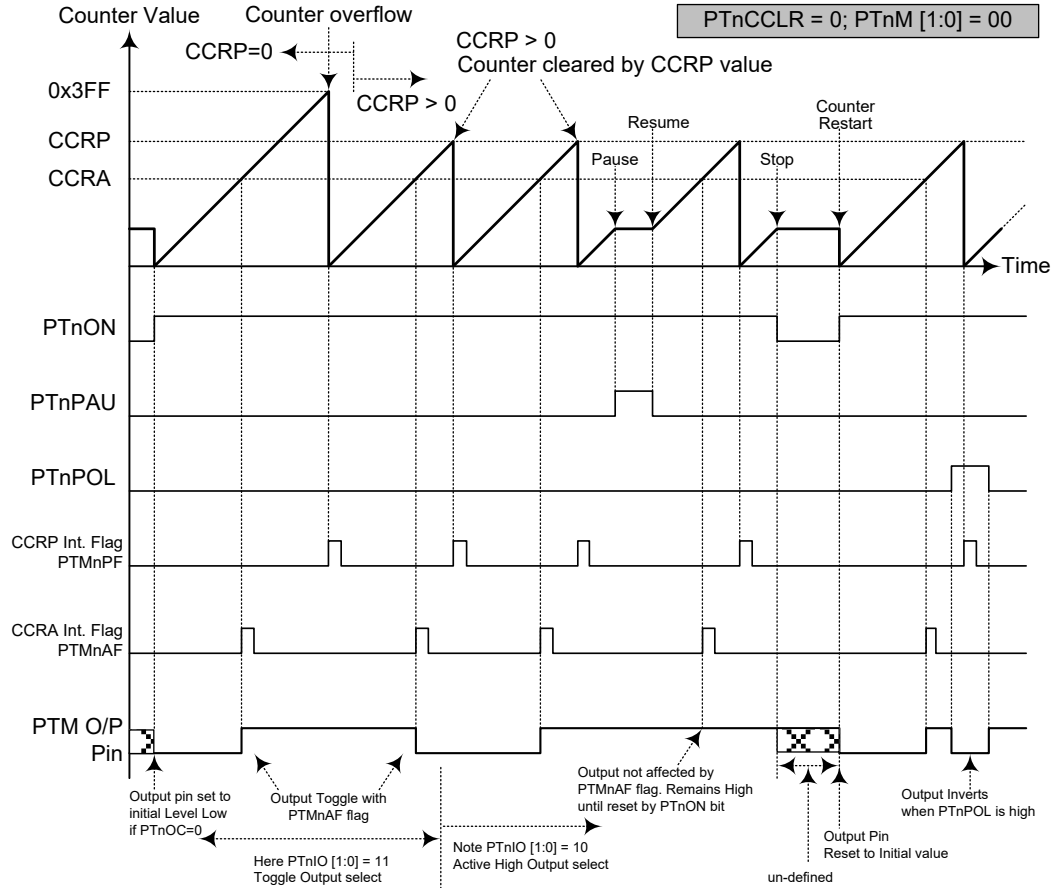 Counter Value
Counter overflow
PTnCCLR = 0; PTnM [1:0] = 00
CCRP=0
CCRP > 0
CCRP > 0
Counter cleared by CCRP value
0x3FF
CCRP
CCRA
Pause
Resume
Stop
Counter
Restart
Time
PTnON
PTnPAU
PTnPOL
CCRP Int. Flag
PTMnPF
CCRA Int. Flag
PTMnAF
PTM O/P
Pin
Output pin set to
initial Level Low
if PTnOC=0
Output Toggle with
PTMnAF flag
Output not affected by
PTMnAF flag. Remains High
until reset by PTnON bit
Output Inverts
when PTnPOL is high
Output Pin
Reset to Initial value
Here PTnIO [1:0] = 11
Toggle Output select
Note PTnIO [1:0] = 10
Active High Output select
un-defined